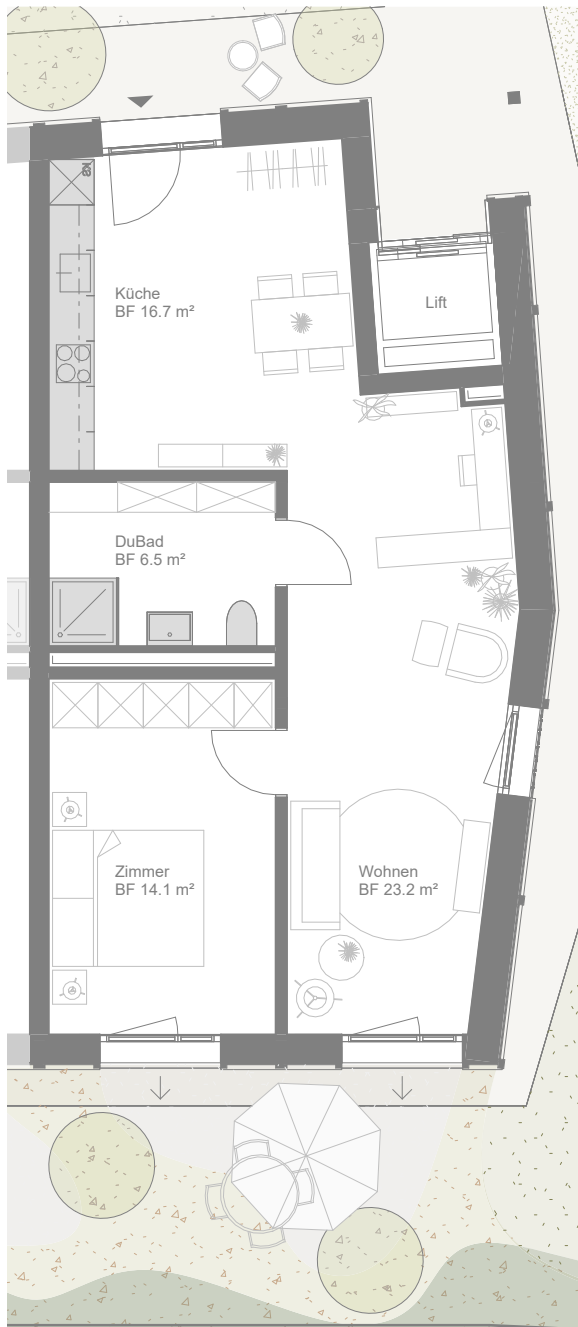 KS
Küche
BF 16.7 m²
Lift
DuBad
BF 6.5 m²
Zimmer
BF 14.1 m²
Wohnen
BF 23.2 m²